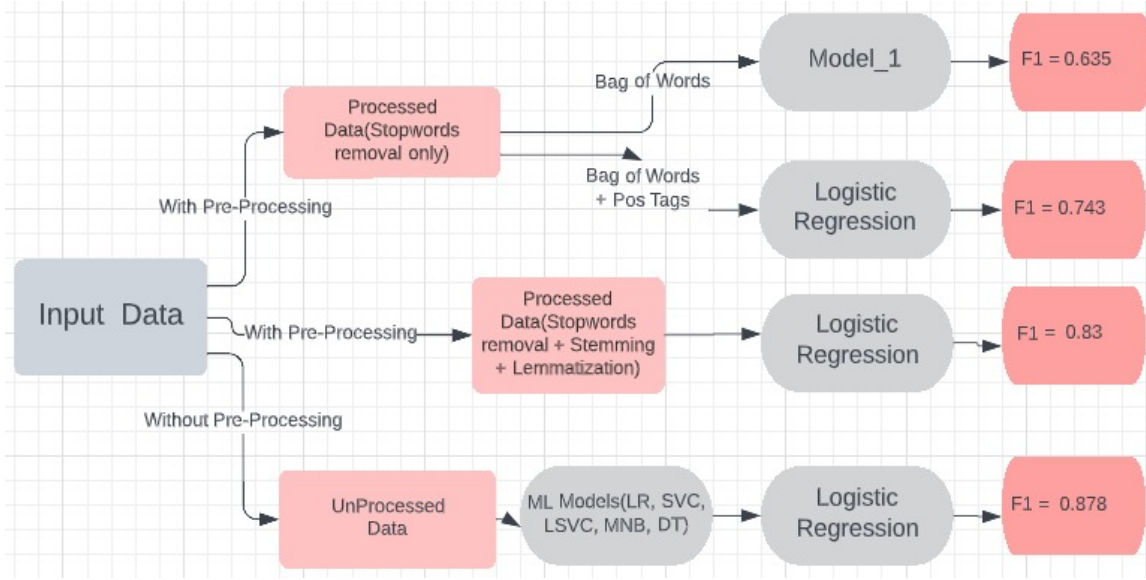 Model_1
F1 = 0.635
Bag of Words
Processed
Data(Stopwords
removal only)
Bag of Words
+ Pos Tags
Logistic
Regression
F1 = 0.743
With Pre-Processing
Input Data
With Pre-Processing
Processed
Data(Stopwords
removal + Stemming
+ Lemmatization)
Logistic
Regression
F1 = 0.83
Without Pre-Processing
UnProcessed
Data
ML Models(LR, SVC,
LSVC, MNB, DT)
Logistic
Regression
F1 = 0.878